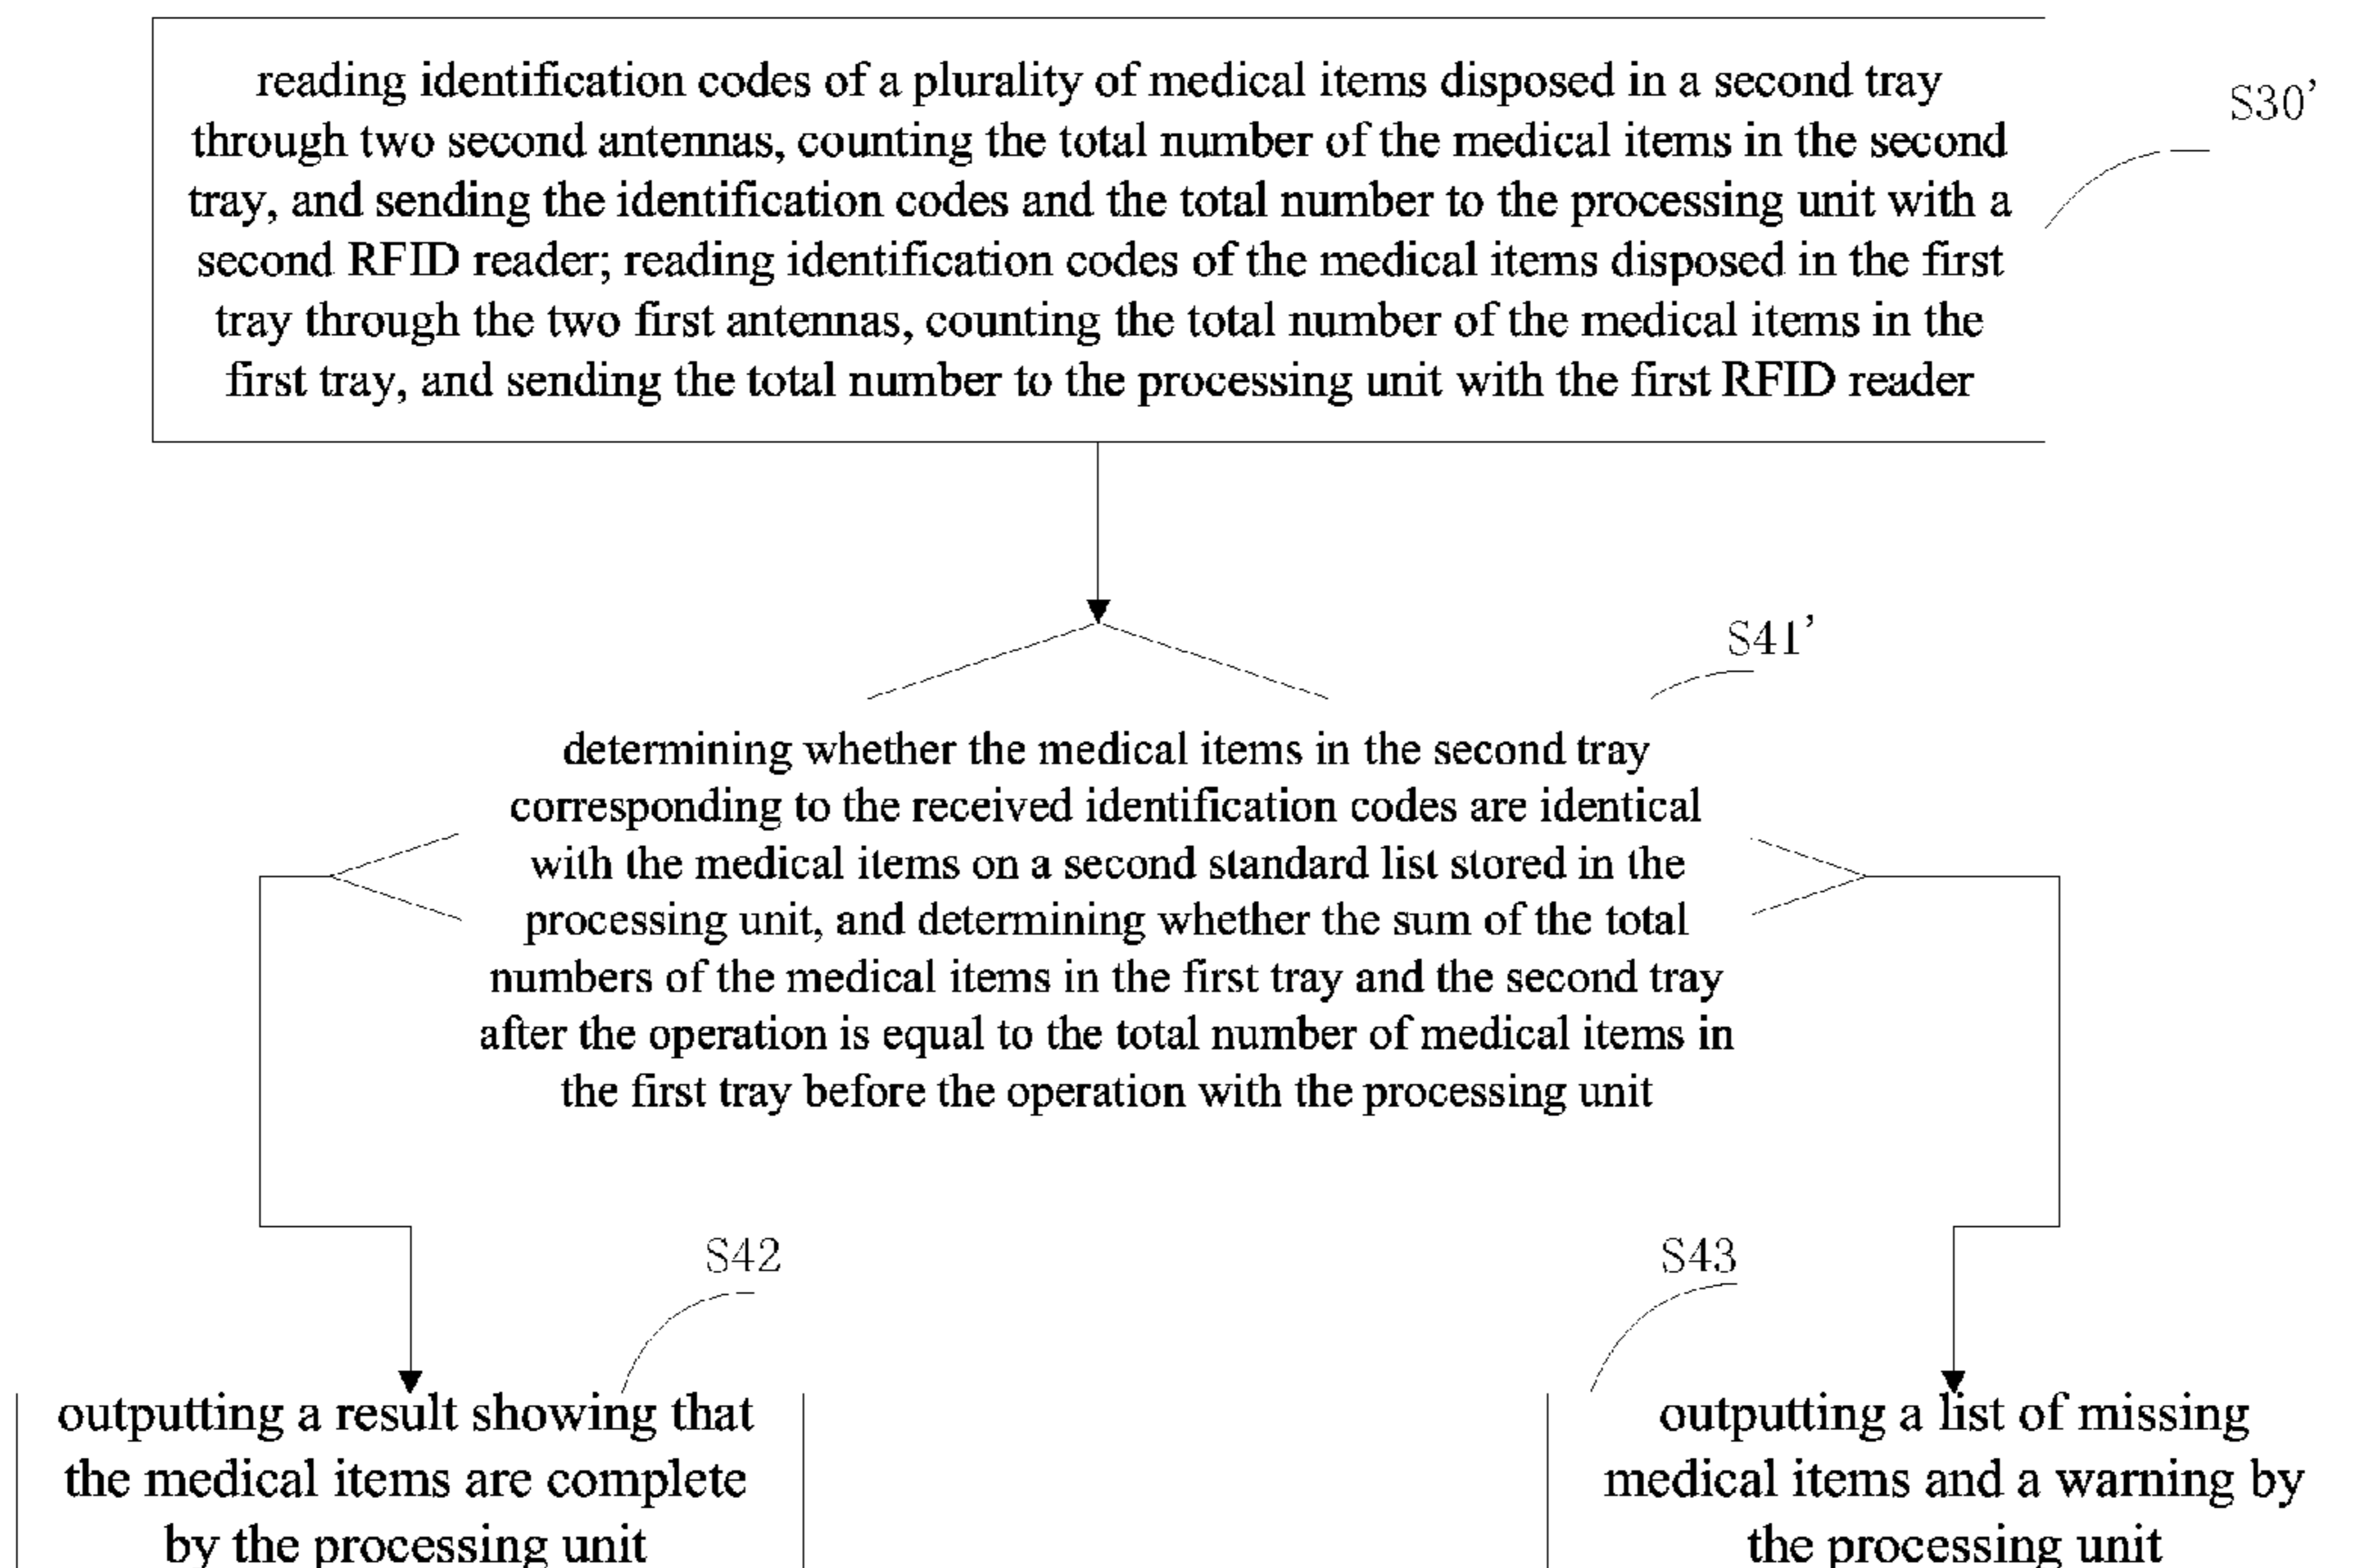 reading identification codes of a plurality of medical items disposed in a second tray
through two second antennas, counting the total number of the medical items in the second
tray, and sending the identification codes and the total number to the processing unit with a
second RFID reader; reading identification codes of the medical items disposed in the first
tray through the two first antennas, counting the total number of the medical items in the
first tray, and sending the total number to the processing unit with the first RFID reader
S30’
S41’
determining whether the medical items in the second tray
corresponding to the received identification codes are identical
with the medical items on a second standard list stored in the
processing unit, and determining whether the sum of the total
numbers of the medical items in the first tray and the second tray
after the operation is equal to the total number of medical items in
the first tray before the operation with the processing unit
S42
outputting a result showing that
the medical items are complete
by the processing unit
S43
outputting a list of missing
medical items and a warning by
the processing unit